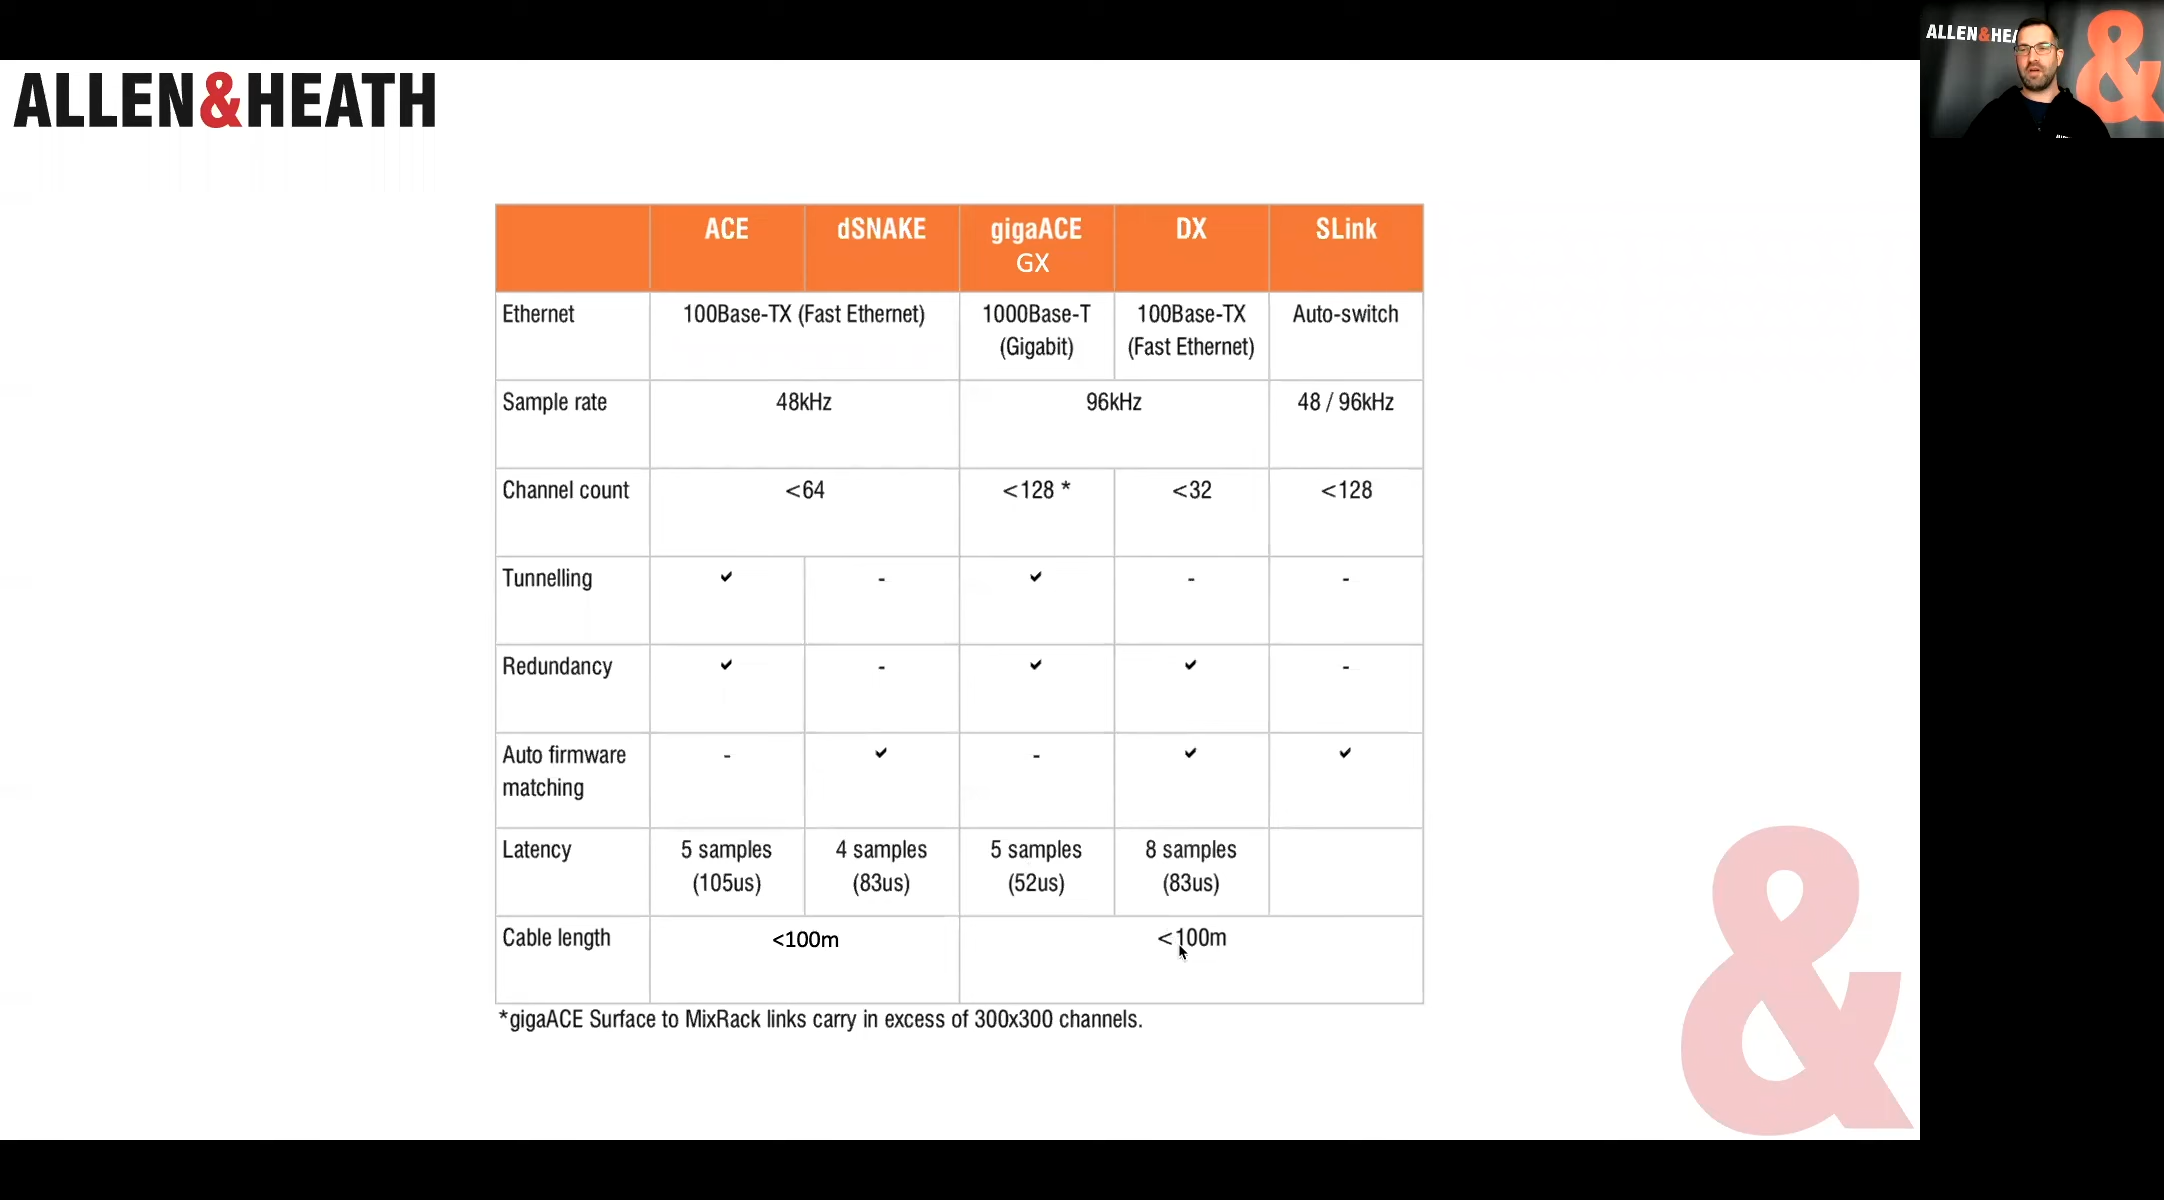 ALLEN&HEATH
ALLEN&HEA
&
ACE dSNAKE gigaACE DX SLink
GX
Ethernet 100Base-TX (Fast Ethernet) 1000Base-T 100Base-TX Auto-switch
(Gigabit) (Fast Ethernet)
Sample rate 48kHz 96kHz 48 / 96kHz
Channel count <64 <128 * <32 <128
Tunnelling ✔ - ✔ - -
Redundancy ✔ - ✔ ✔ -
Auto firmware - ✔ - ✔ ✔
matching
Latency 5 samples 4 samples 5 samples 8 samples
(105us) (83us) (52us) (83us)
Cable length <100m <100m
*gigaACE Surface to MixRack links carry in excess of 300x300 channels.
&